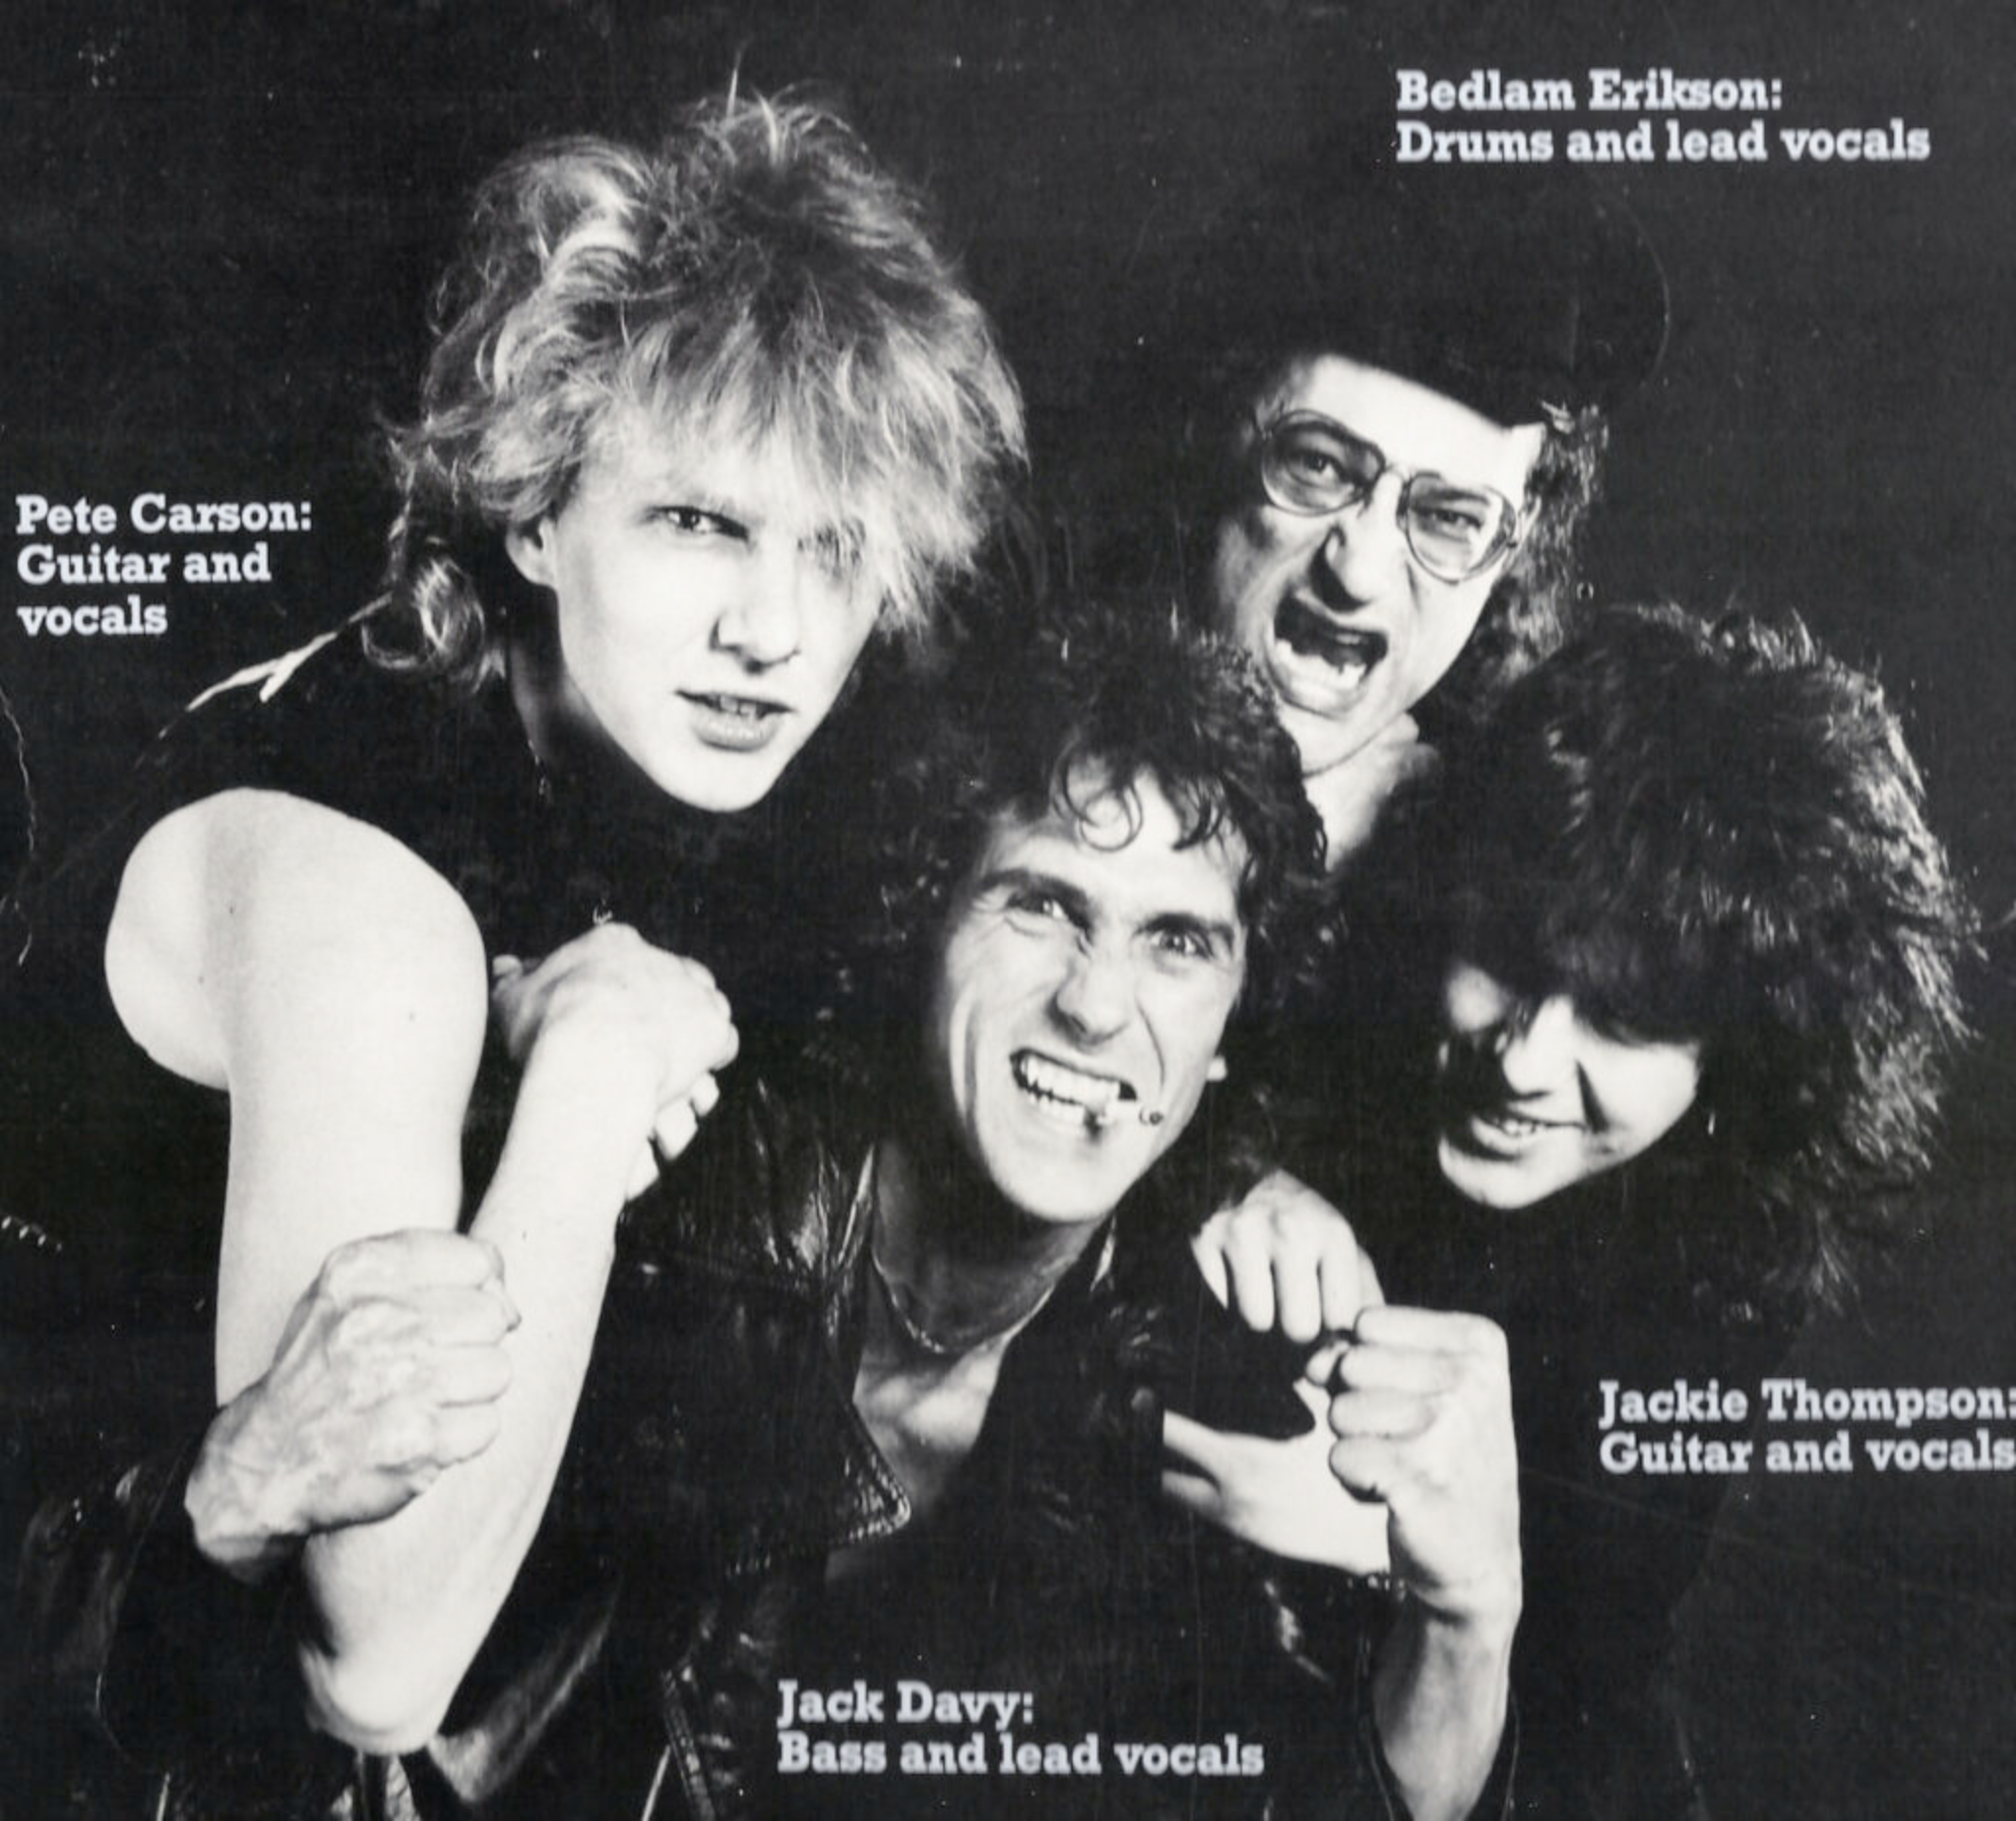 Bedlam Erikson:
Drums and lead vocals
Pete Carson:
Guitar and
vocals
Jackie Thompson:
Guitar and vocals
Jack Davy:
Bass and lead vocals